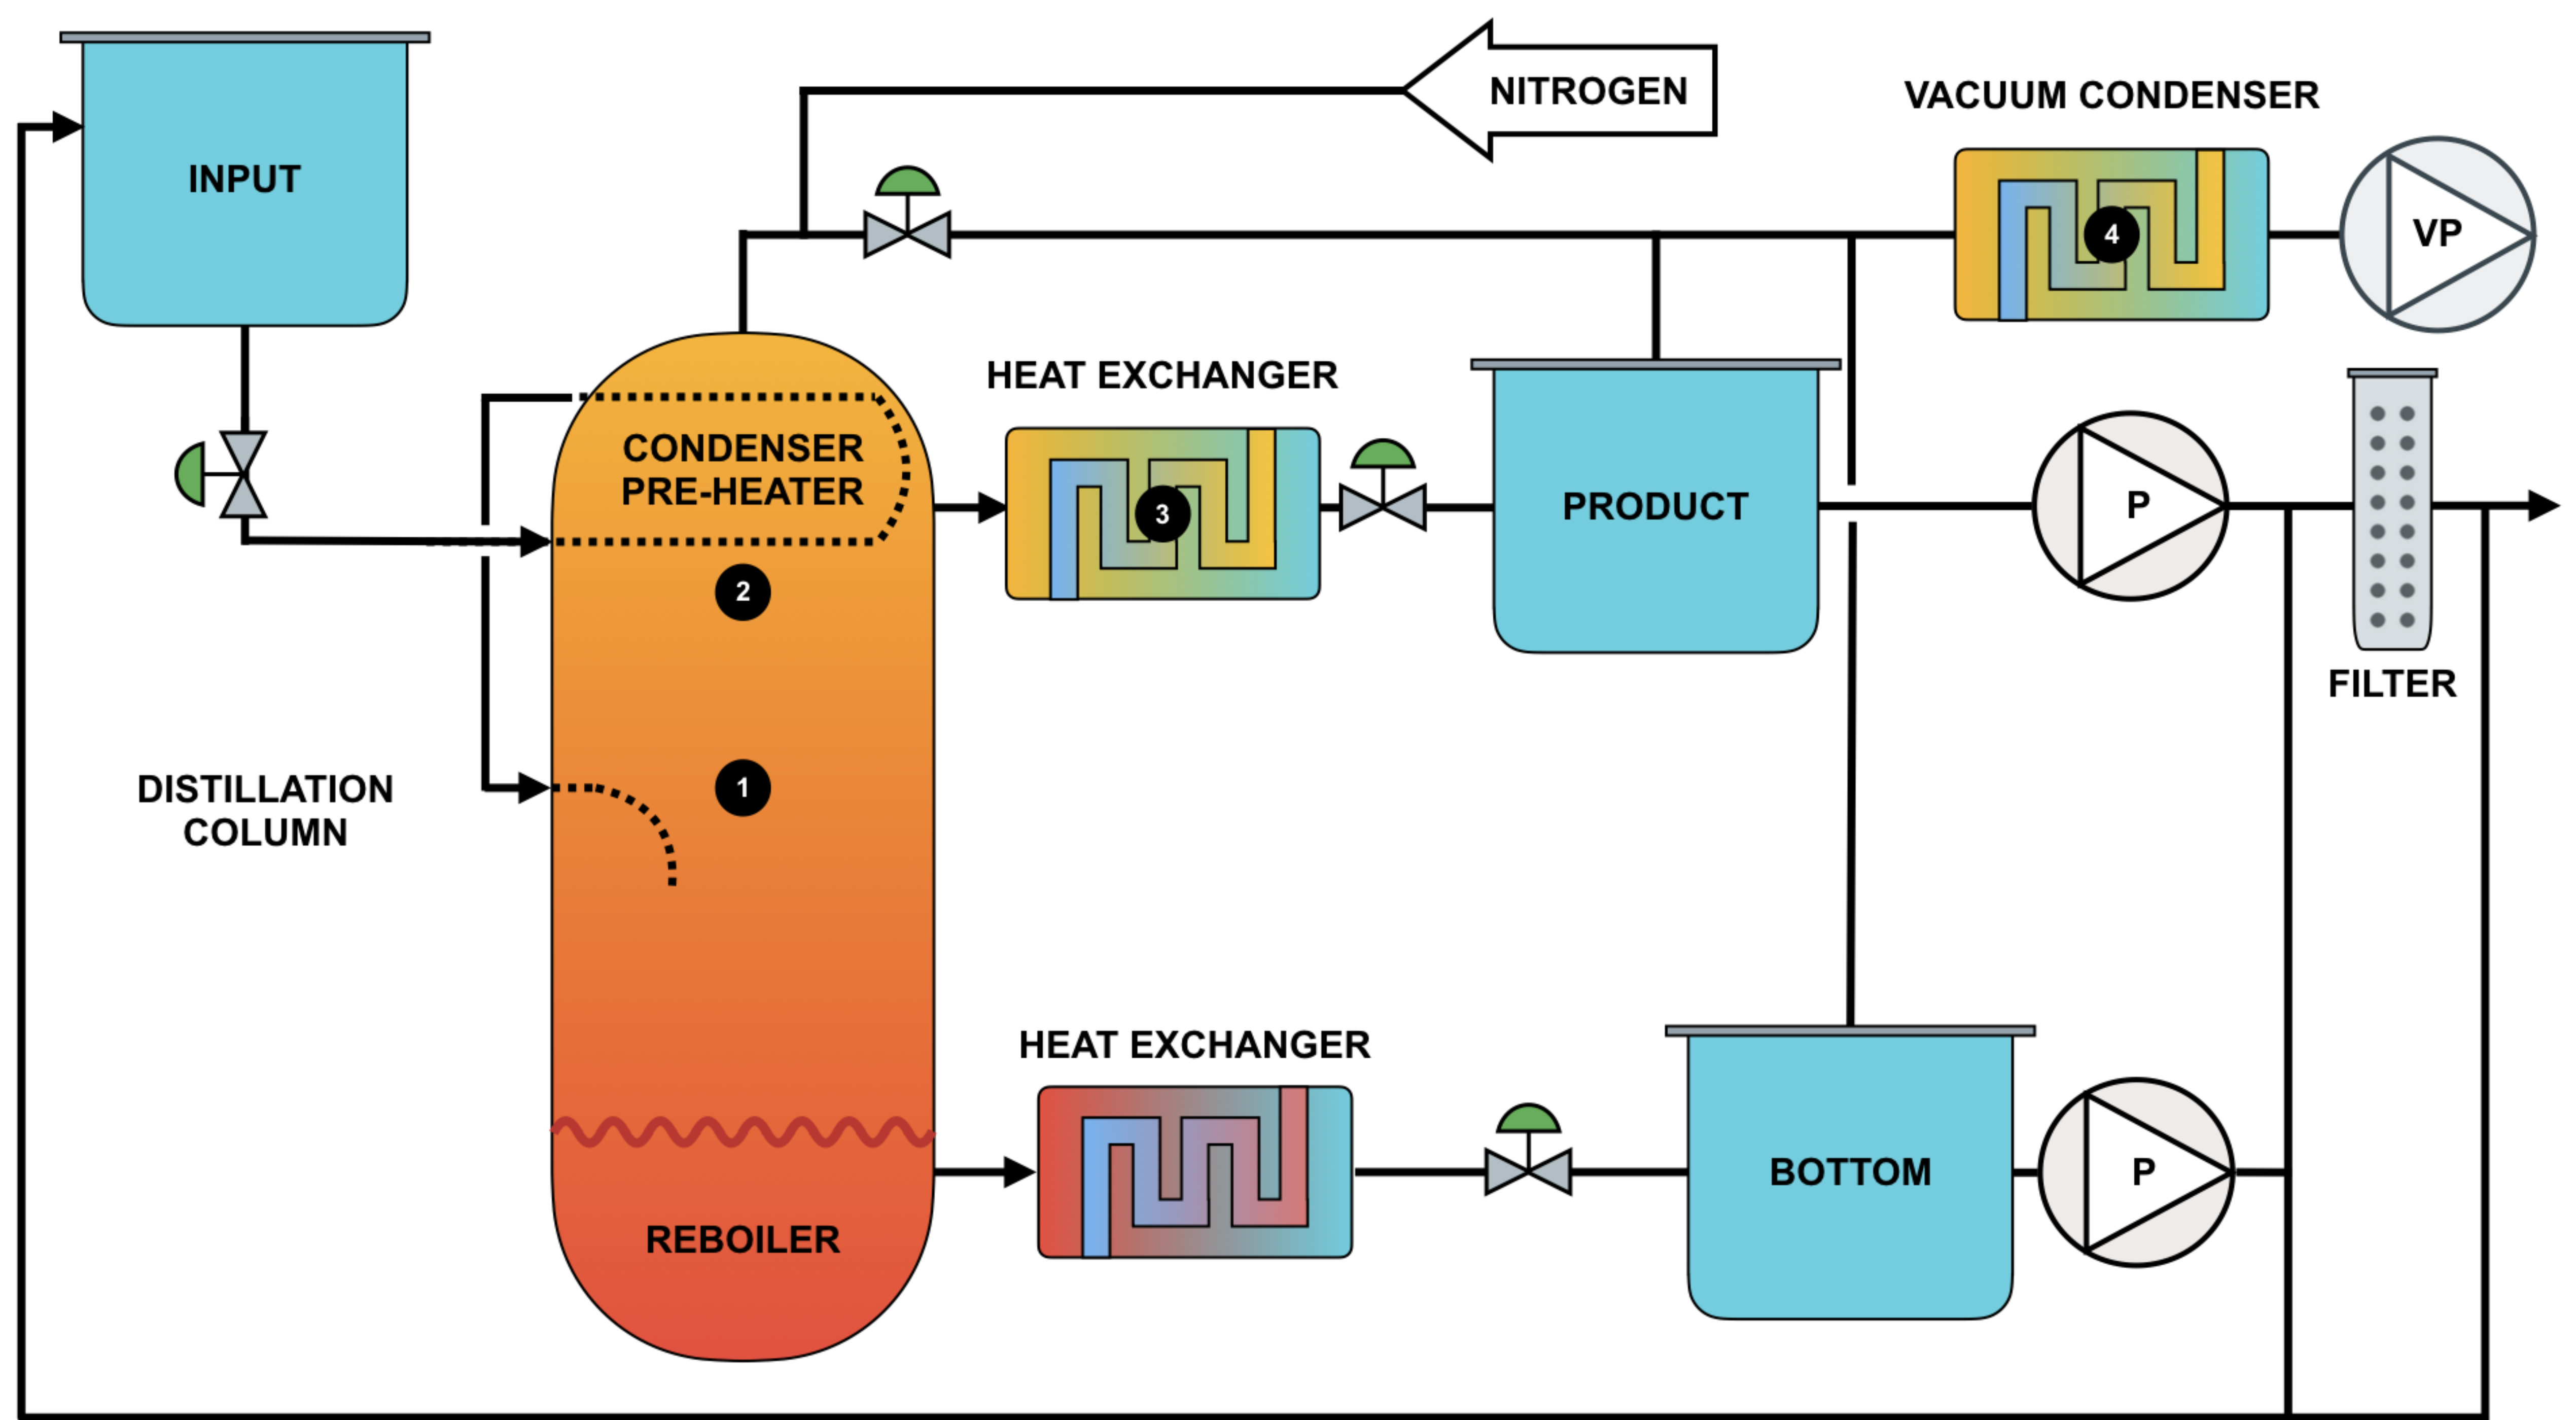 NITROGEN
VACUUM CONDENSER
INPUT
4
VP
HEAT EXCHANGER
CONDENSER
PRE-HEATER
3
PRODUCT
P
2
FILTER
1
DISTILLATION
COLUMN
HEAT EXCHANGER
BOTTOM
P
REBOILER